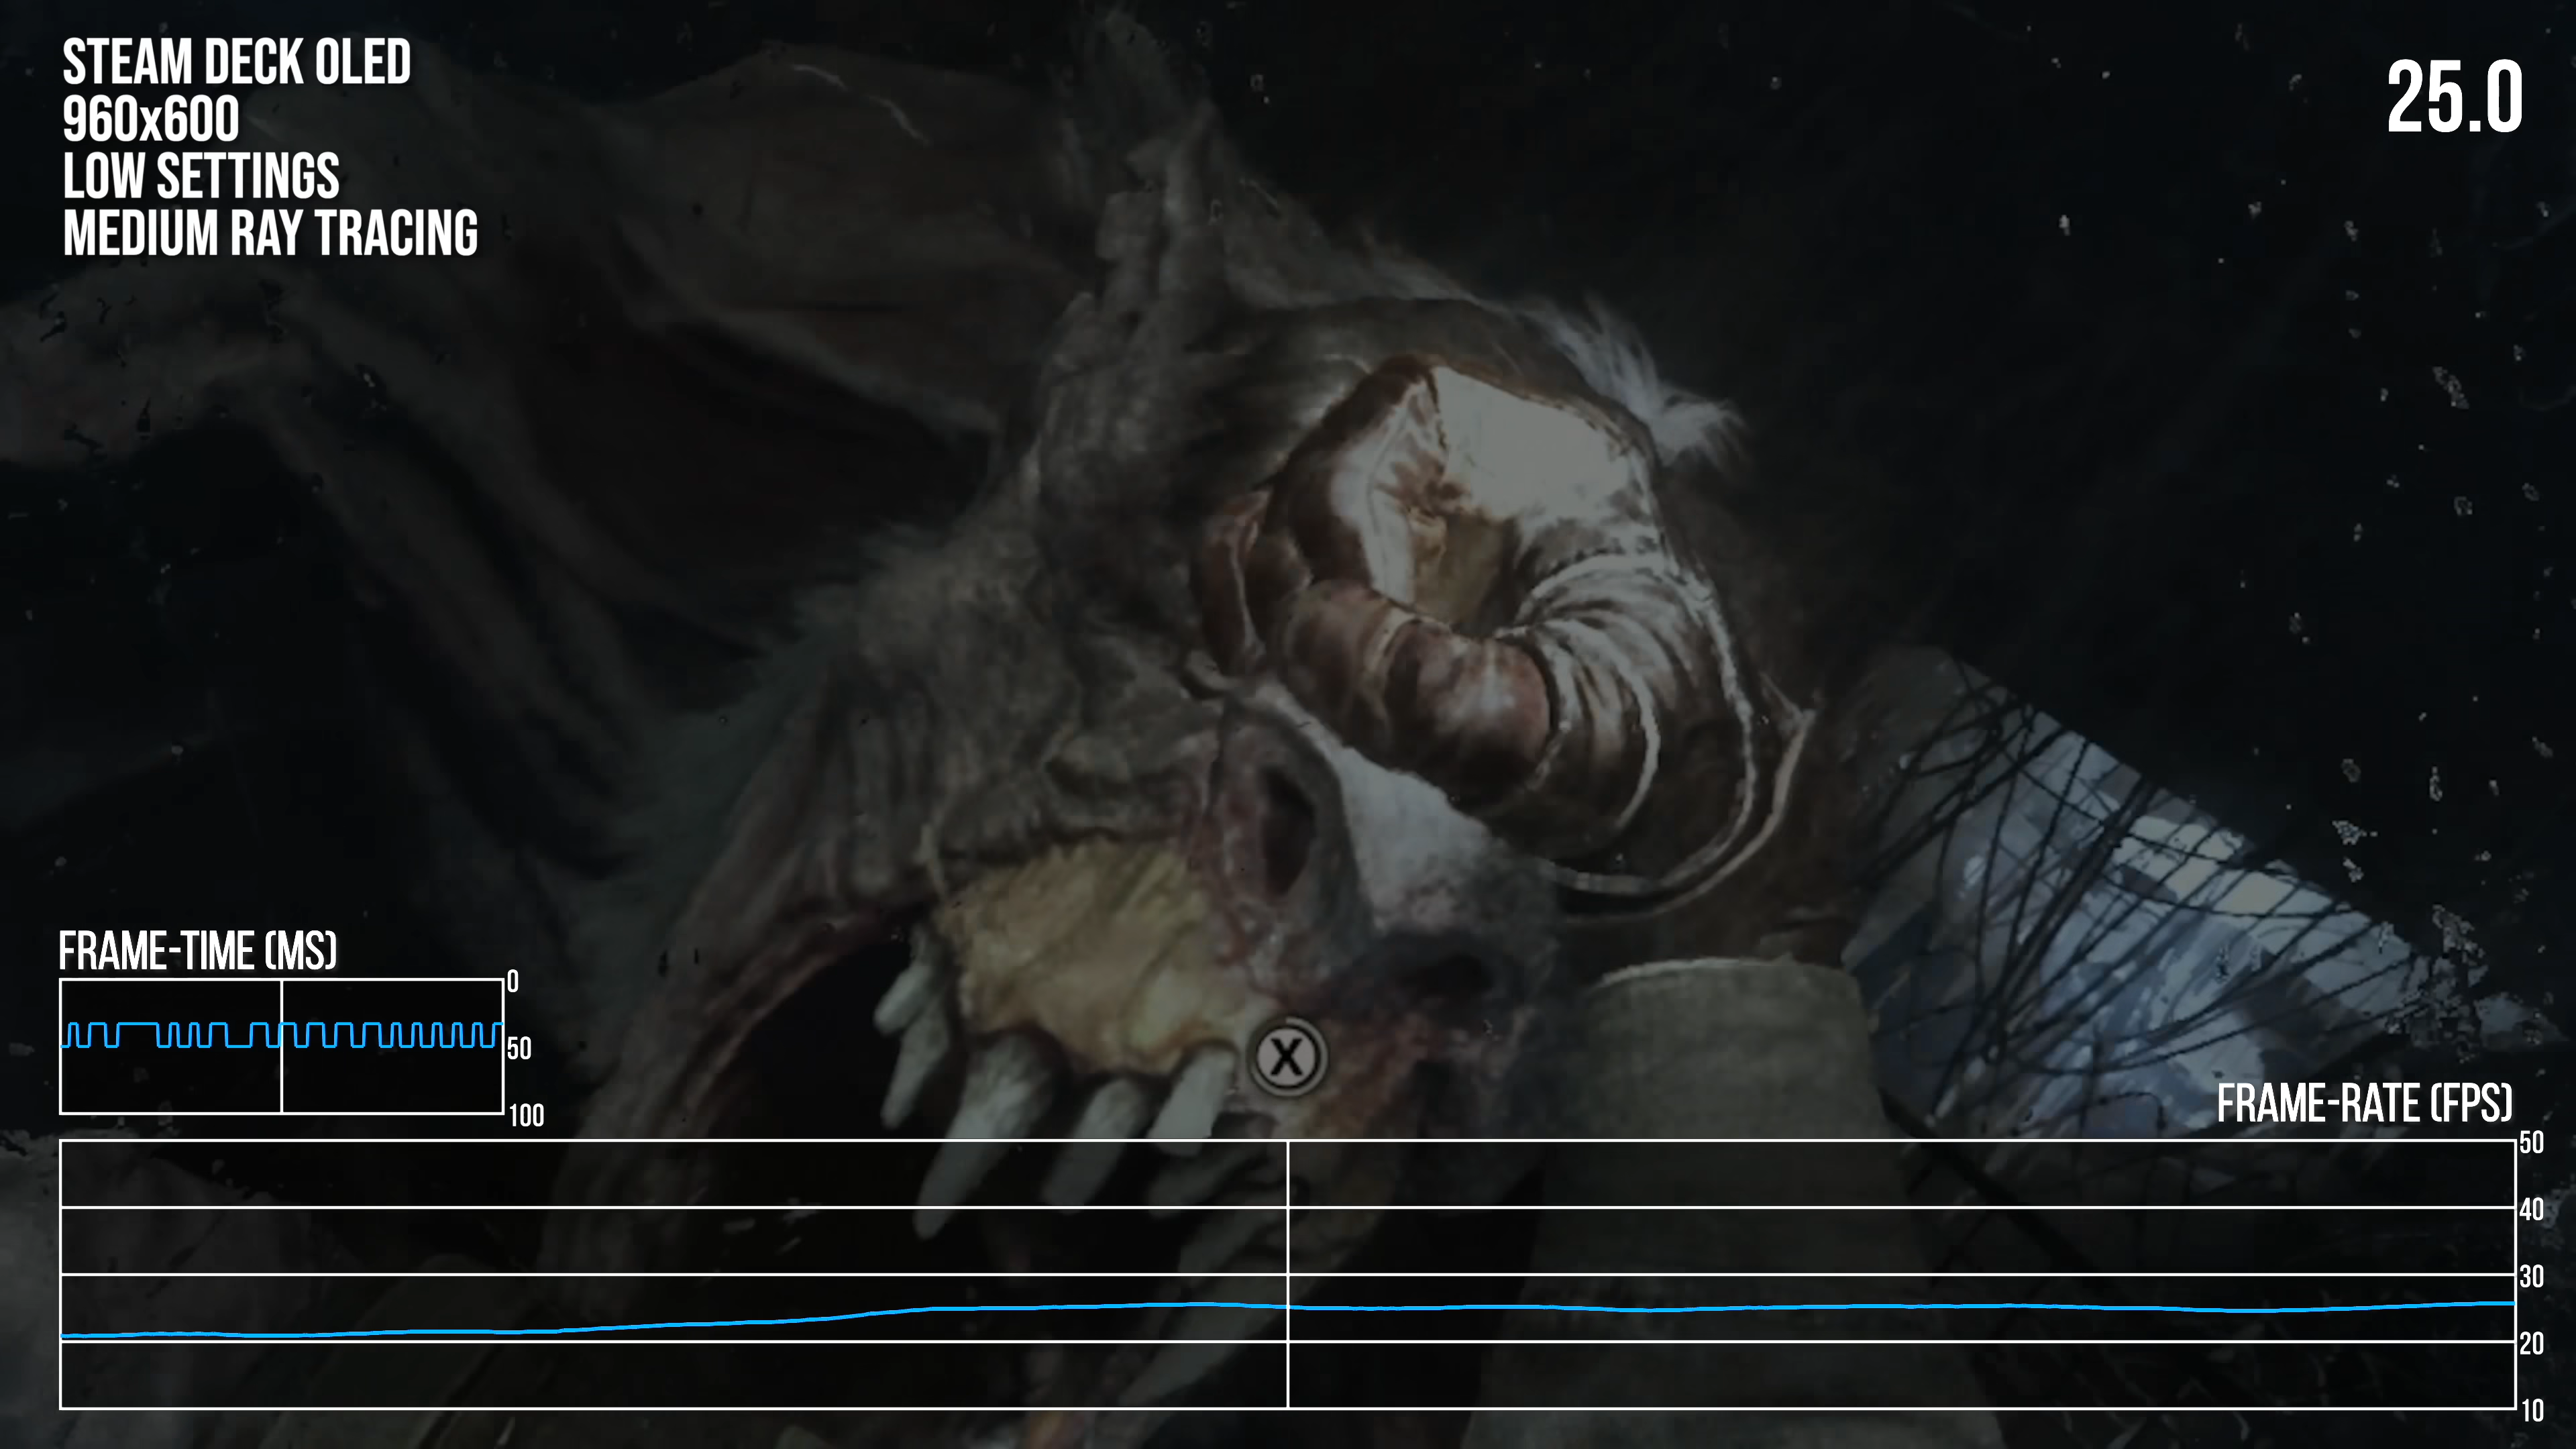 STEAM DECK OLED
960x600
LOW SETTINGS
MEDIUM RAY TRACING
25.0
FRAME-TIME (MS)
0
50
100
X
FRAME-RATE (FPS)
50
40
30
20
10